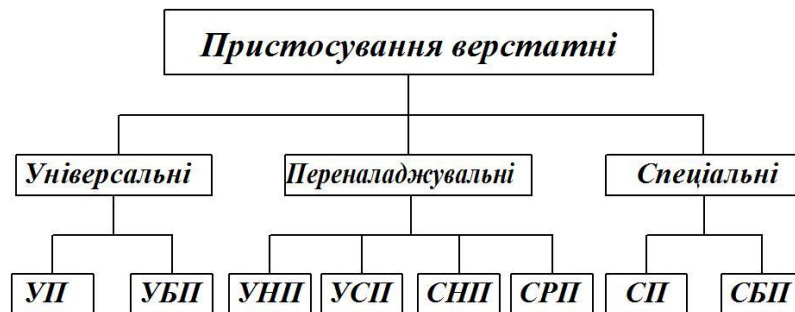 Пристосування верстатні
Універсальні
Переналаджувальні
Спеціальні
УП
УБП
УНП
УСП
СНП
СРП
СП
СБП